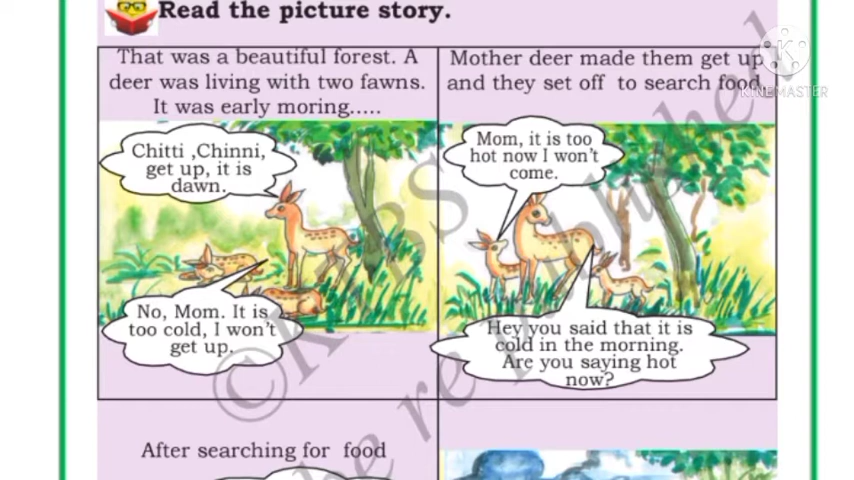 Read the picture story.
That was a beautiful forest. A
deer was living with two fawns.
It was early moring.....
Chitti ,Chinni,
get up, it is
dawn.
No, Mom. It is
too cold, I won't
get up.
Mother deer made them get up
and they set off to search food
Mom, it is too
hot now I won't
come.
Hey you said that it is
cold in the morning.
Are you saying hot
now?
After searching for food
KINEMASTER
©KTBS
be republished